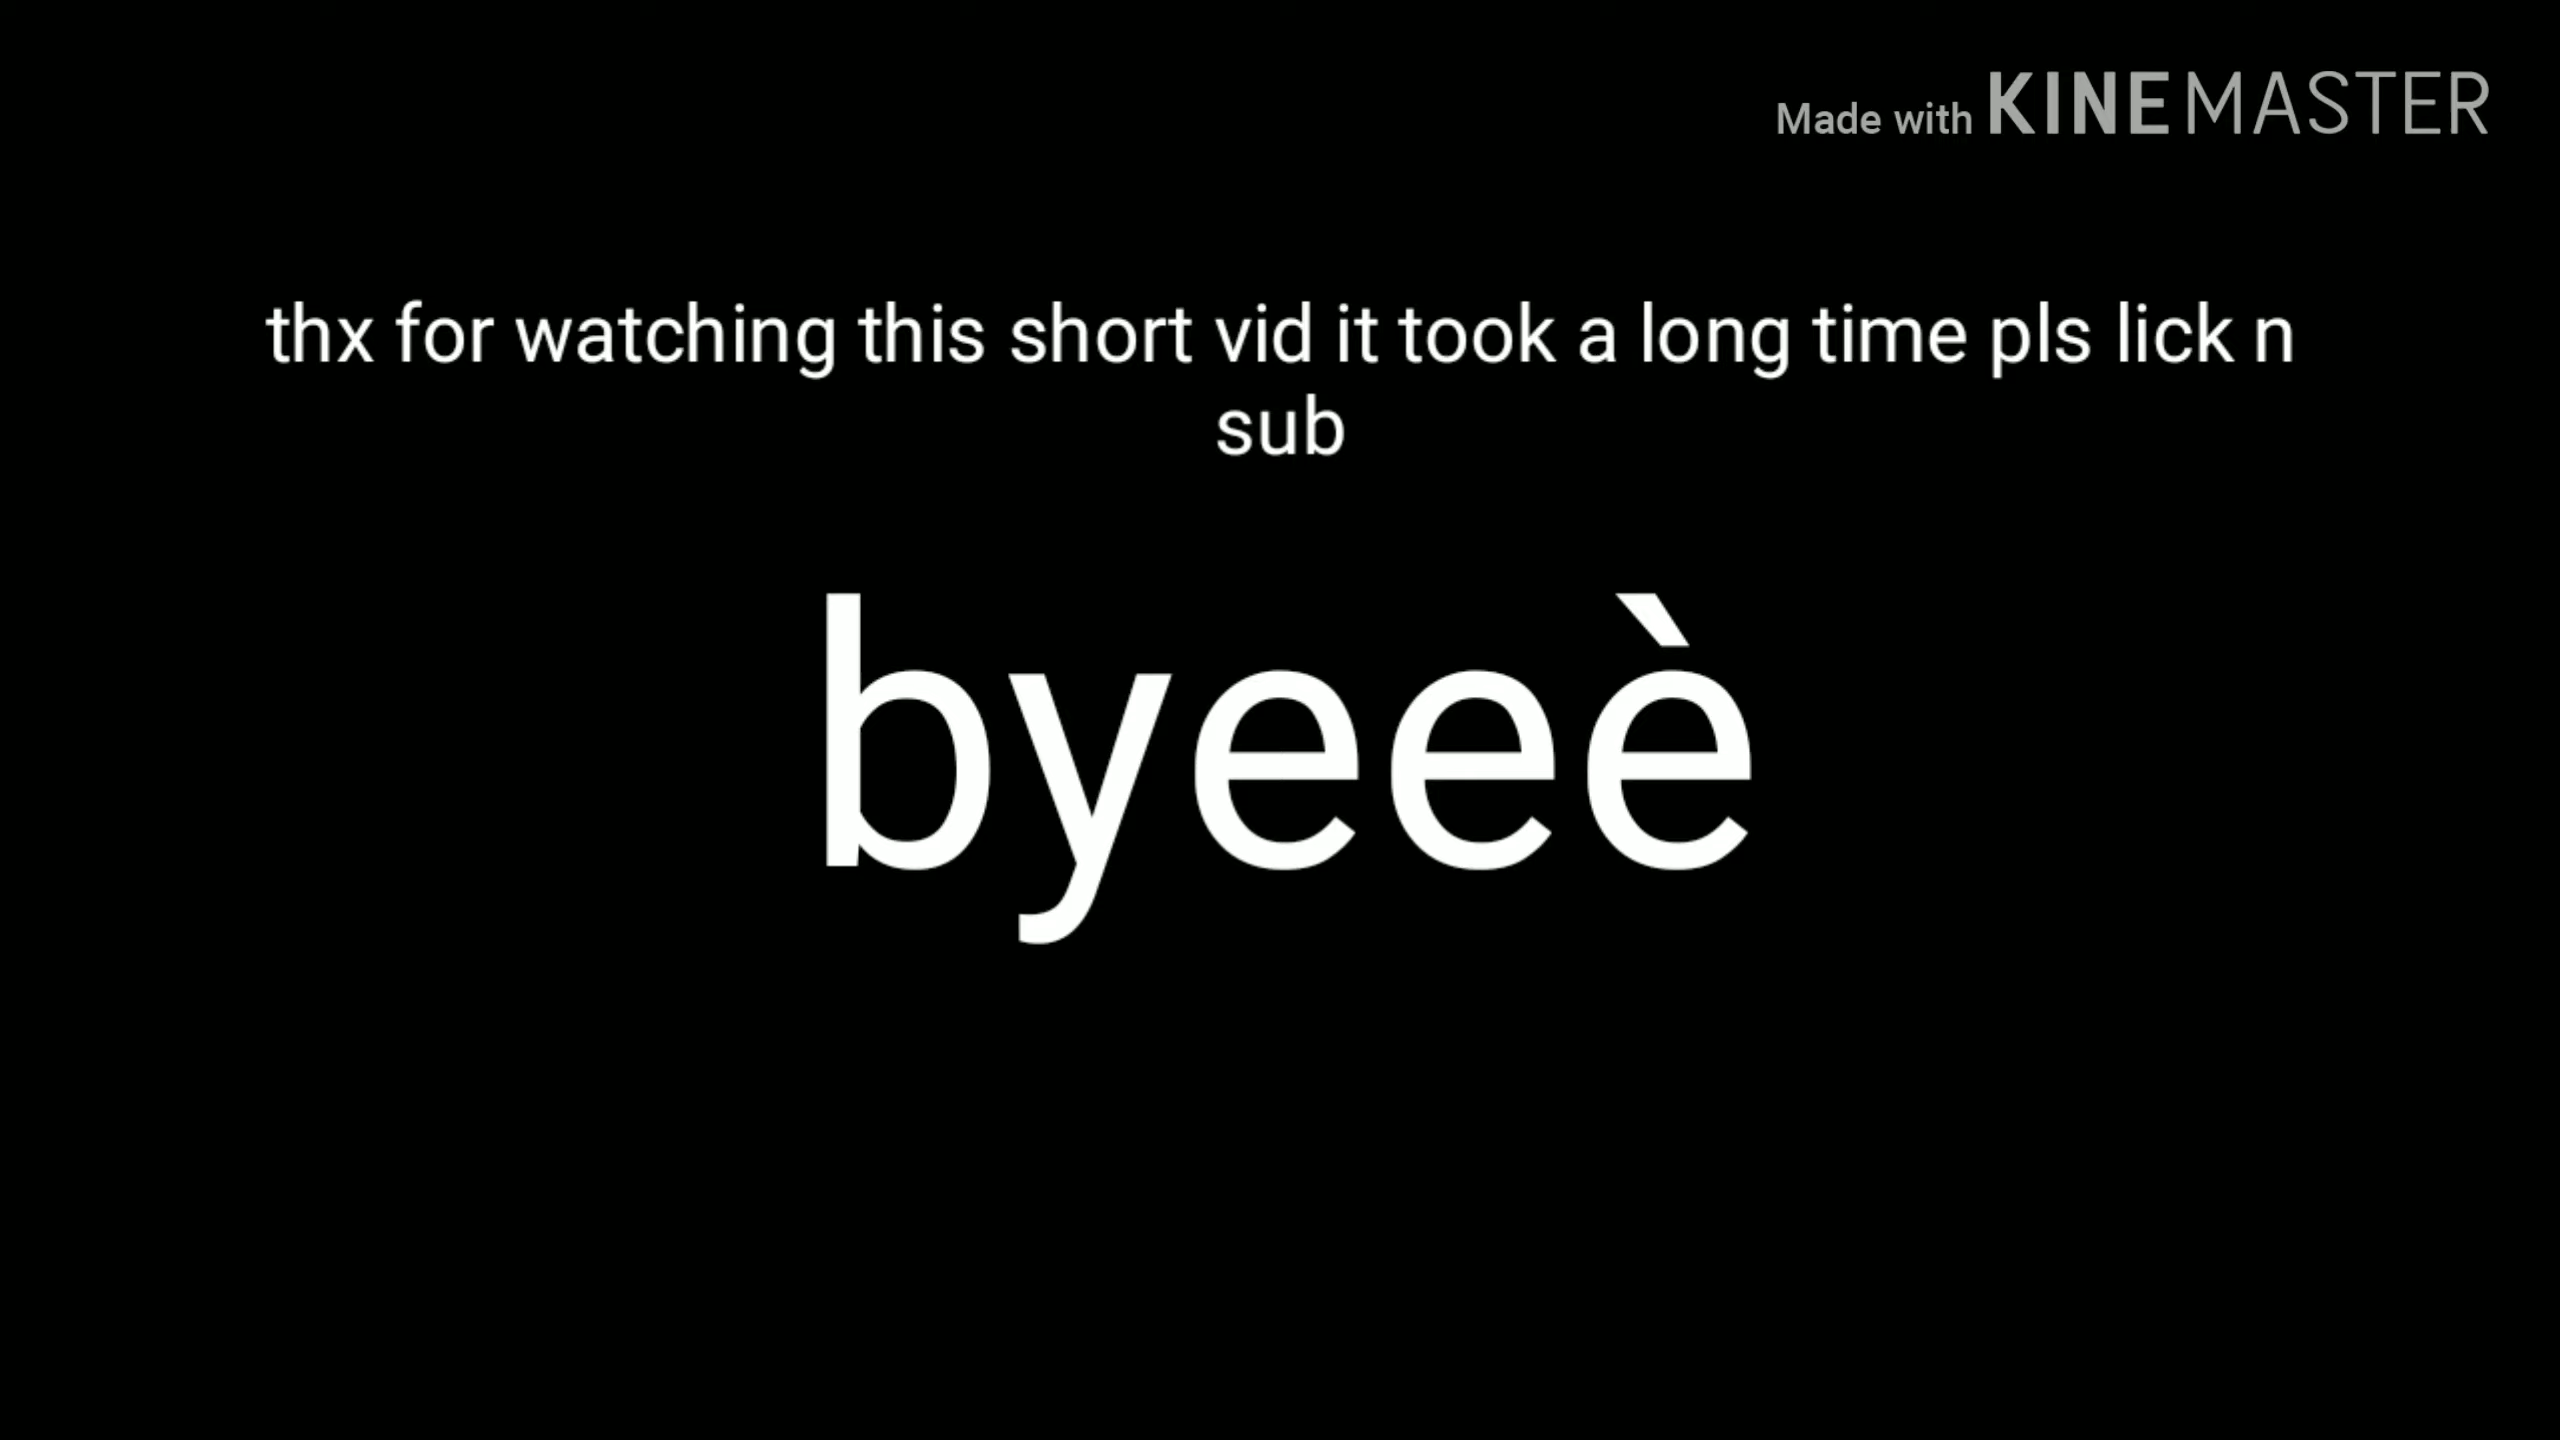 Made with KINEMASTER
thx for watching this short vid it took a long time pls lick n
sub
byeeè